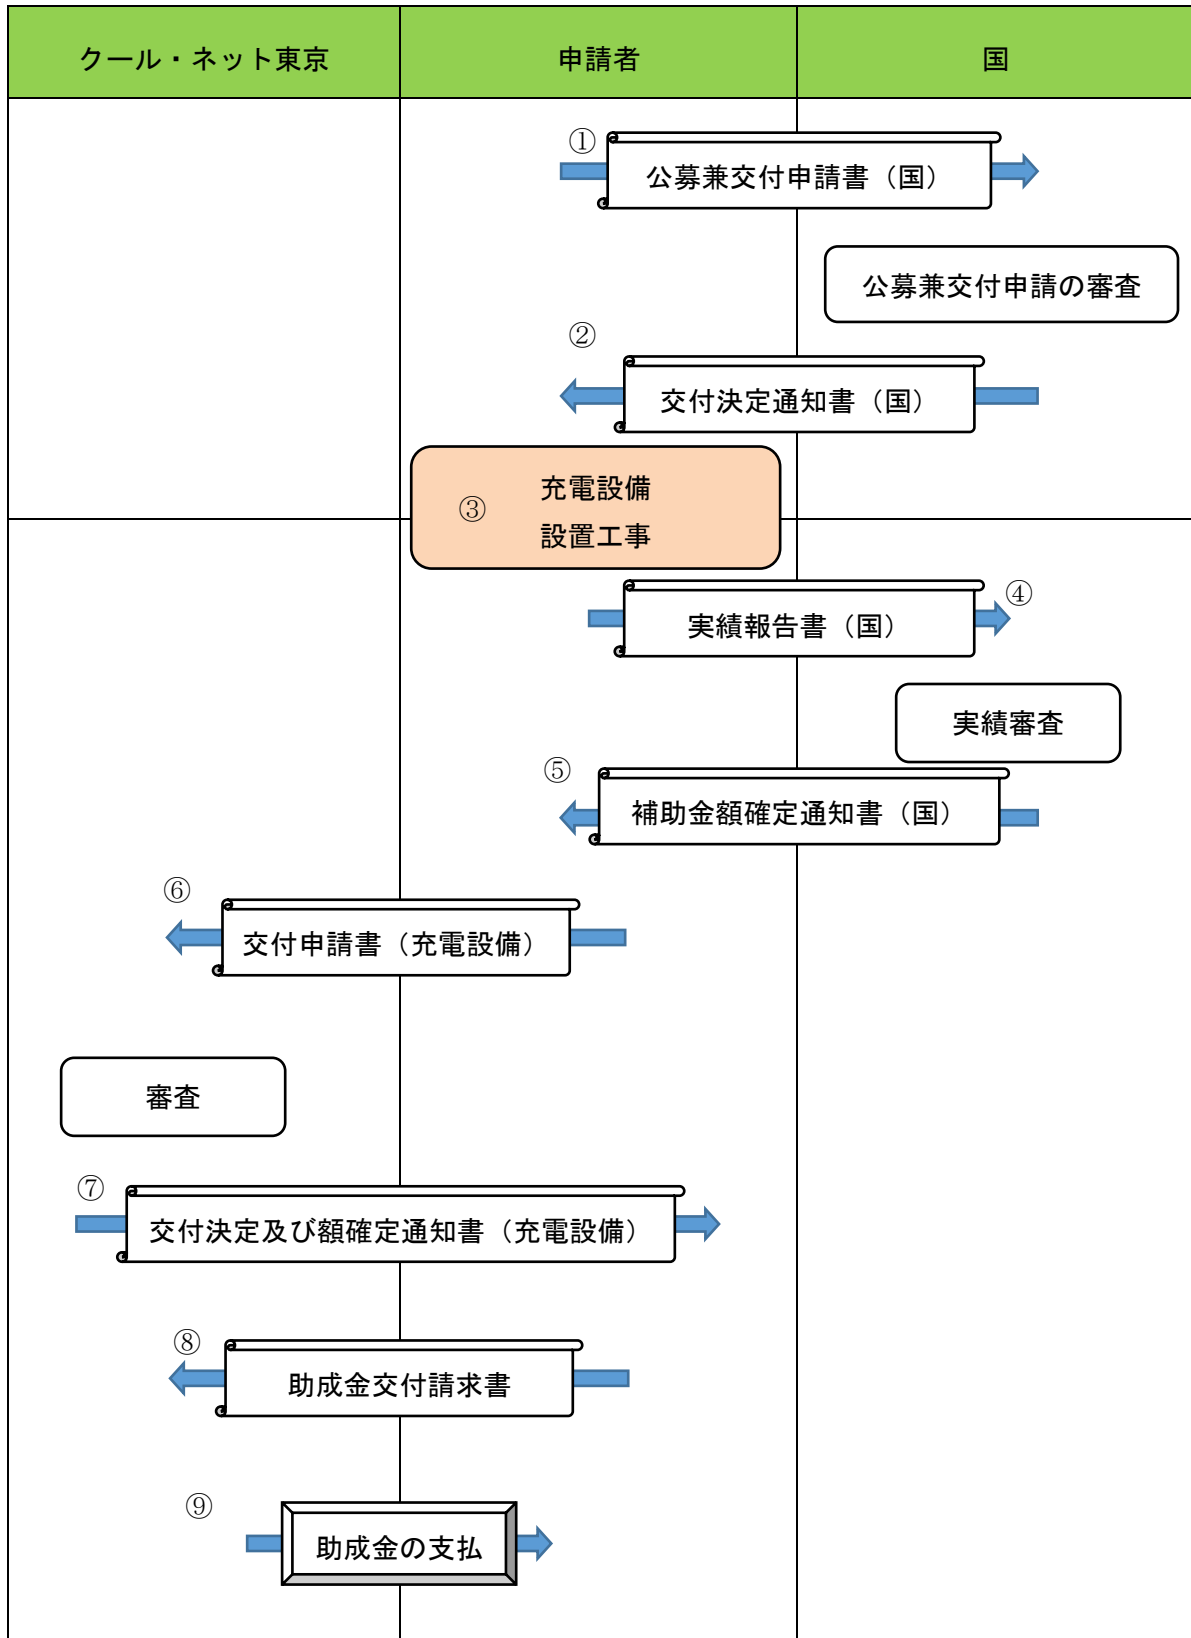 クール・ネット東京
申請者
国
①
公募兼交付申請書（国）
公募兼交付申請の審査
②
交付決定通知書（国）
③
充電設備
設置工事
④
実績報告書（国）
実績審査
⑤
補助金額確定通知書（国）
⑥
交付申請書（充電設備）
審査
⑦
交付決定及び額確定通知書（充電設備）
⑧
助成金交付請求書
⑨
助成金の支払